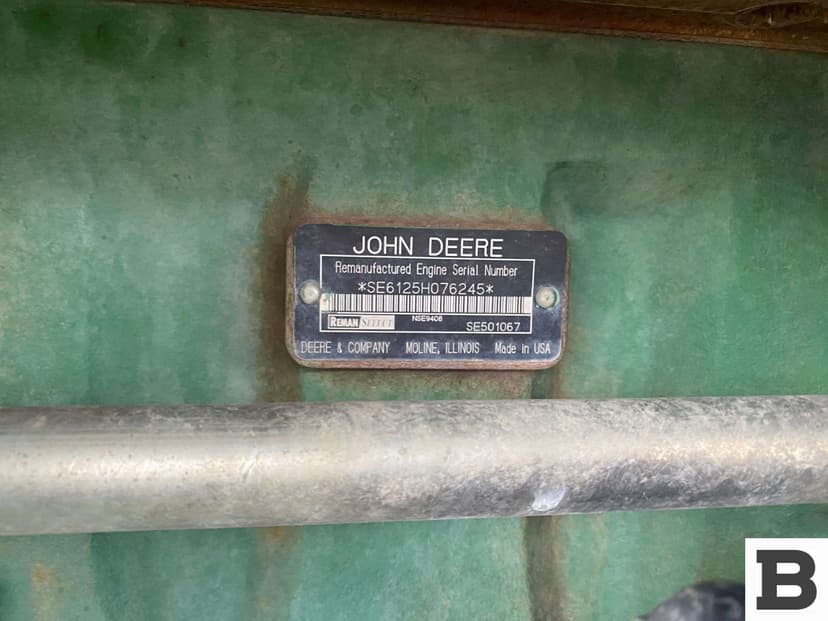 JOHN DEERE
Remanufactured Engine Serial Number
*SE6125H076245*
REMAN SELECT
NSE9406
SE501067
DEERE & COMPANY MOLINE, ILLINOIS Made in USA
B